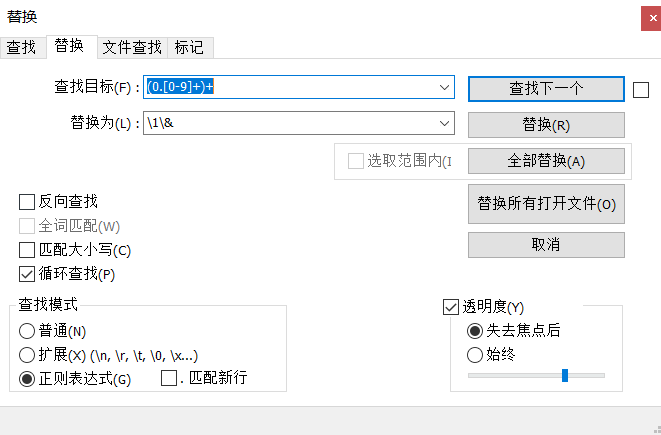 替换
查找 替换 文件查找 标记
查找目标(F) : (0.[0-9]+)+ 查找下一个
替换为(L) : \1\& 替换(R)
选取范围内(I 全部替换(A)
替换所有打开文件(O)
反向查找
全词匹配(W) 取消
匹配大小写(C)
循环查找(P)
查找模式 透明度(Y)
普通(N) 失去焦点后
扩展(X) (\n, \r, \t, \0, \x...) 始终
正则表达式(G) . 匹配新行